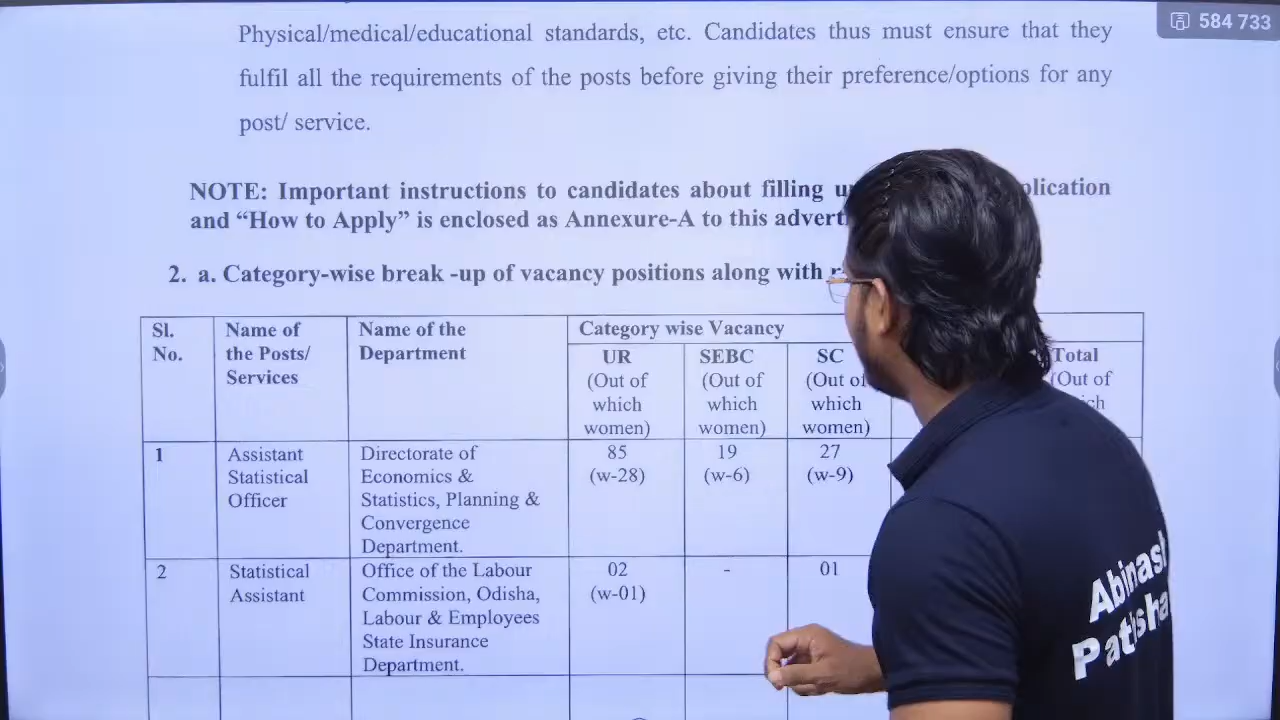 584 733
Physical/medical/educational standards, etc. Candidates thus must ensure that they
fulfil all the requirements of the posts before giving their preference/options for any
post/ service.
NOTE: Important instructions to candidates about filling
and “How to Apply” is enclosed as Annexure-A to this
2. a. Category-wise break -up of vacancy positions along with
Sl. No.
Name of the Posts/ Services
Name of the Department
Category wise Vacancy
UR (Out of which women)
SEBC (Out of which women)
SC (Out of which women)
Total (Out of
1
Assistant Statistical Officer
Directorate of Economics & Statistics, Planning & Convergence Department.
85 (w-28)
19 (w-6)
27 (w-9)
2
Statistical Assistant
Office of the Labour Commission, Odisha, Labour & Employees State Insurance Department.
02 (w-01)
-
01
Abinash